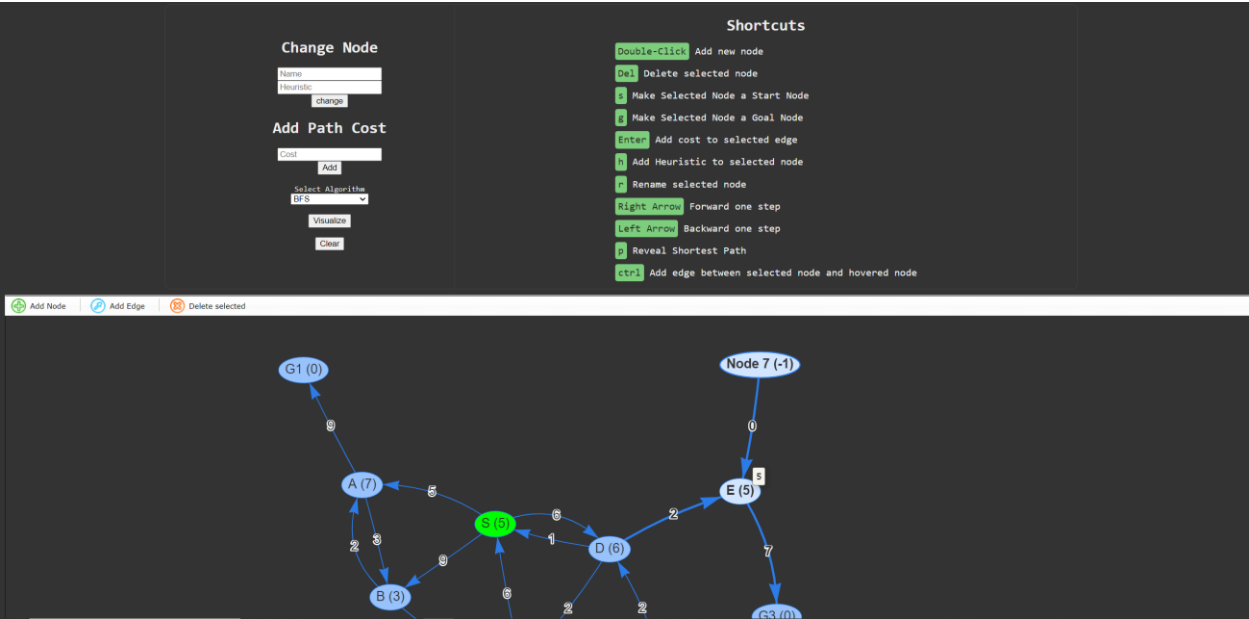 Change Node
Name
Heuristic
change
Add Path Cost
Cost
Add
Select Algorithm
BFS
Visualize
Clear
Shortcuts
Double-Click Add new node
Del Delete selected node
s Make Selected Node a Start Node
g Make Selected Node a Goal Node
Enter Add cost to selected edge
h Add Heuristic to selected node
r Rename selected node
Right Arrow Forward one step
Left Arrow Backward one step
p Reveal Shortest Path
ctrl Add edge between selected node and hovered node
Add Node Add Edge Delete selected
G1 (0)
Node 7 (-1)
9
0
A (7)
5
S
E (5)
S (5)
6
2
D (6)
2
3
1
7
9
B (3)
6
2
2
G3 (0)